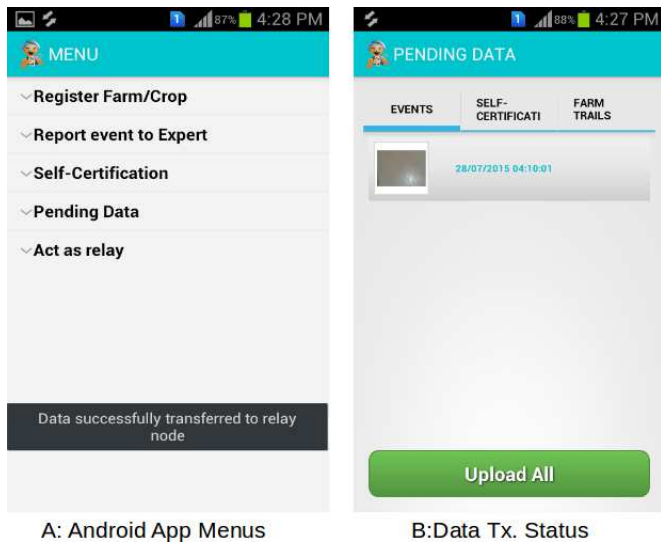 1 87% 4:28 PM
MENU
Register Farm/Crop
Report event to Expert
Self-Certification
Pending Data
Act as relay
Data successfully transferred to relay
node
A: Android App Menus
1 88% 4:27 PM
PENDING DATA
EVENTS
SELF-
CERTIFICATI
FARM
TRAILS
28/07/2015 04:10:01
Upload All
B:Data Tx. Status